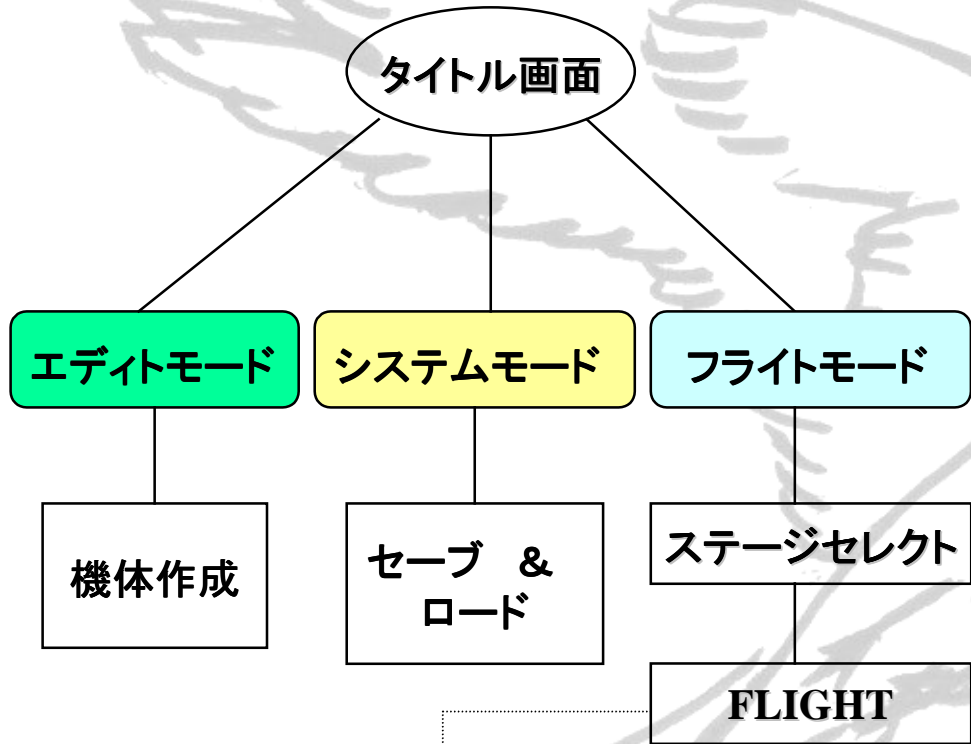 タイトル画面
エディトモード
システムモード
フライトモード
機体作成
セーブ　＆
ロード
ステージセレクト
FLIGHT